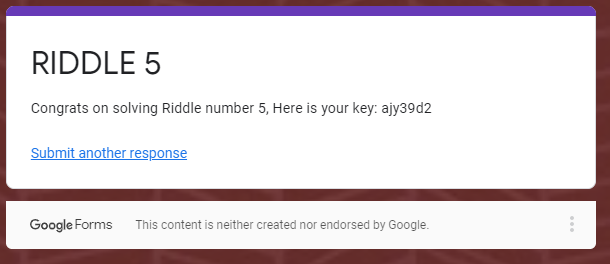 RIDDLE 5
Congrats on solving Riddle number 5, Here is your key: ajy39d2
Submit another response
Google Forms This content is neither created nor endorsed by Google.